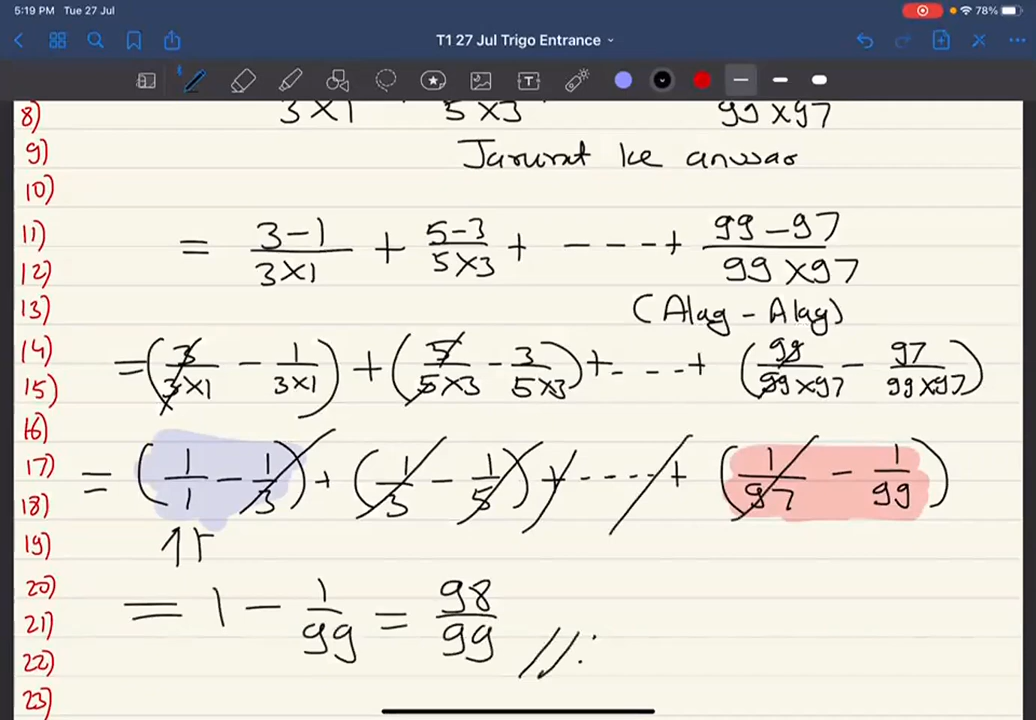 5:19 PM Tue 27 Jul 78%
T1 27 Jul Trigo Entrance
T
8) 3×1 5×3 99×97
9) Jarurat ke anwar
10)
11) = 3-1 + 5-3 + ----+ 99-97
12) 3×1 5×3 99×97
13) (Alag - Alag)
14) =(3 - 1) + (5 - 3) +-----+ (99 - 97)
15) 3×1 3×1 5×3 5×3 99×97 99×97
16)
17) = (1 - 1) + (1 - 1) + ----- + (1 - 1)
18) 1 3 3 5 97 99
19) ↑r
20) = 1 - 1 = 98
21) 99 99 //
22)
23)